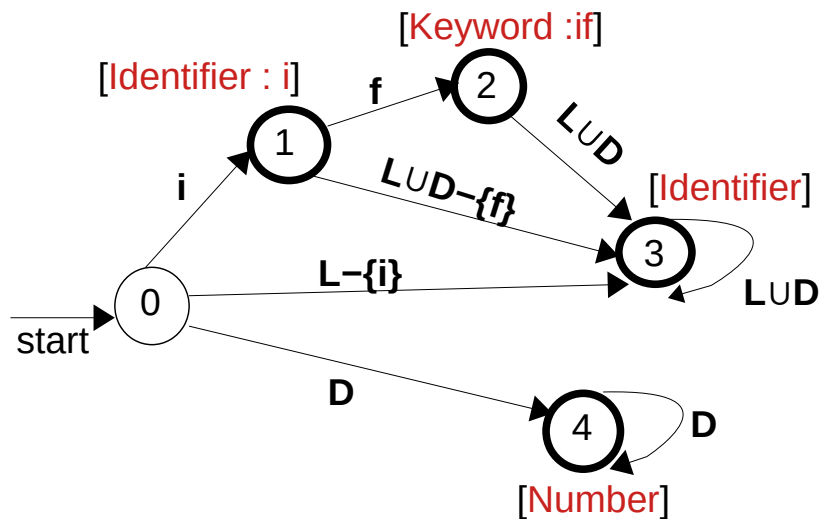 [Keyword :if]
[Identifier : i]
f
2
1
L∪D
i
L∪D−{f}
[Identifier]
3
L−{i}
L∪D
0
start
D
4
D
[Number]